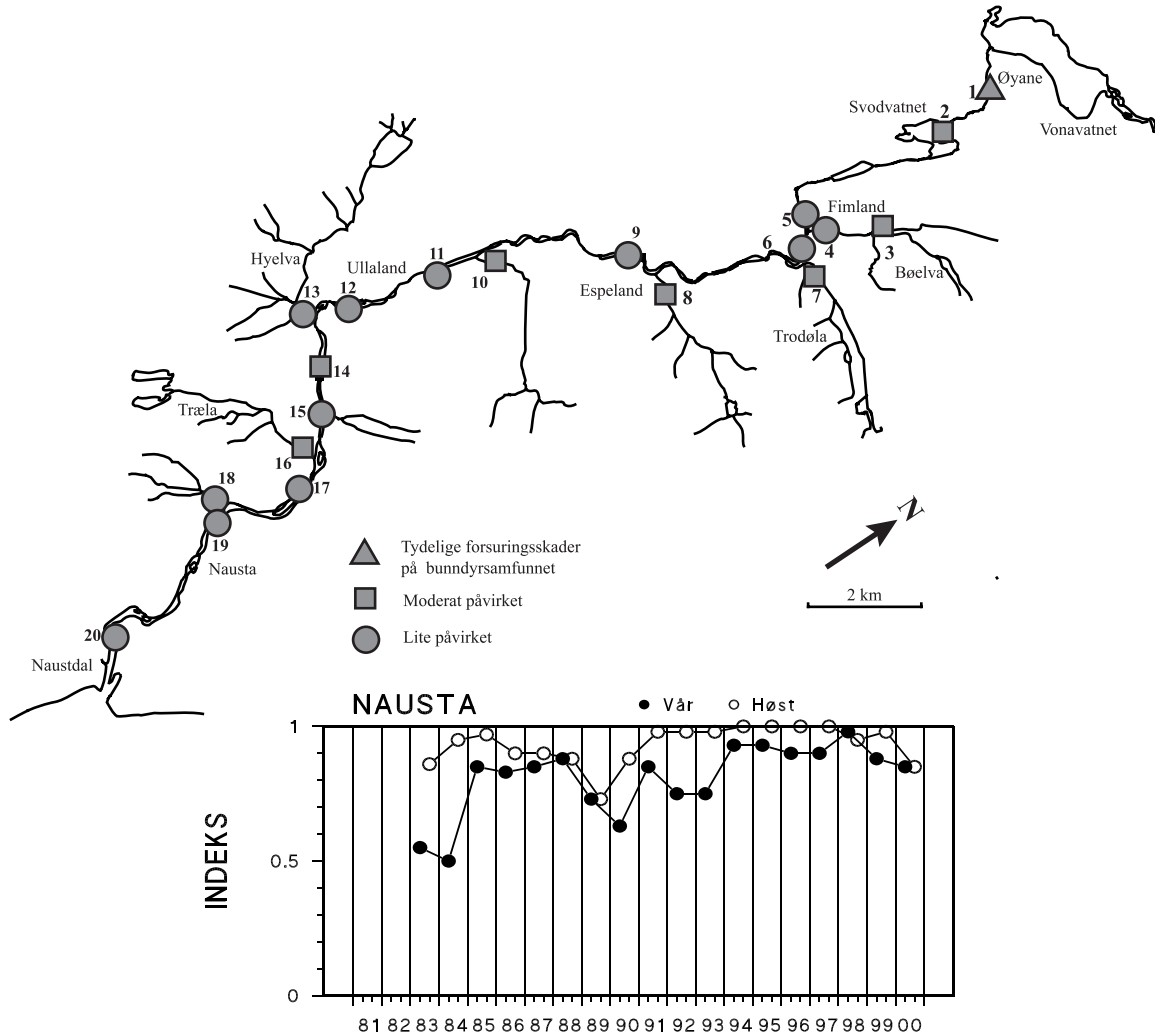 Øyane
1
Svodvatnet
2
Vonavatnet
Fimland
5
4
3
6
Bøelva
7
Trodøla
9
Espeland
8
Ullaland
11
10
Hyelva
12
13
14
Træla
15
16
17
18
19
Nausta
20
Naustdal
N
2 km
Tydelige forsuringsskader
på bunndyrsamfunnet
Moderat påvirket
Lite påvirket
NAUSTA
Vår
Høst
INDEKS
1
0.5
0
81 82 83 84 85 86 87 88 89 90 91 92 93 94 95 96 97 98 99 00